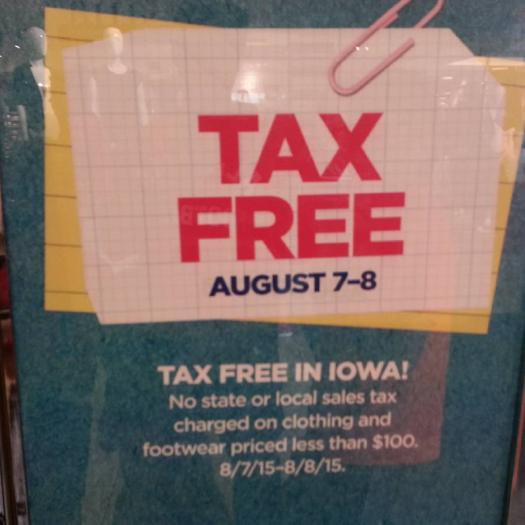 TAX
FREE
AUGUST 7–8
TAX FREE IN IOWA!
No state or local sales tax
charged on clothing and
footwear priced less than $100.
8/7/15–8/8/15.